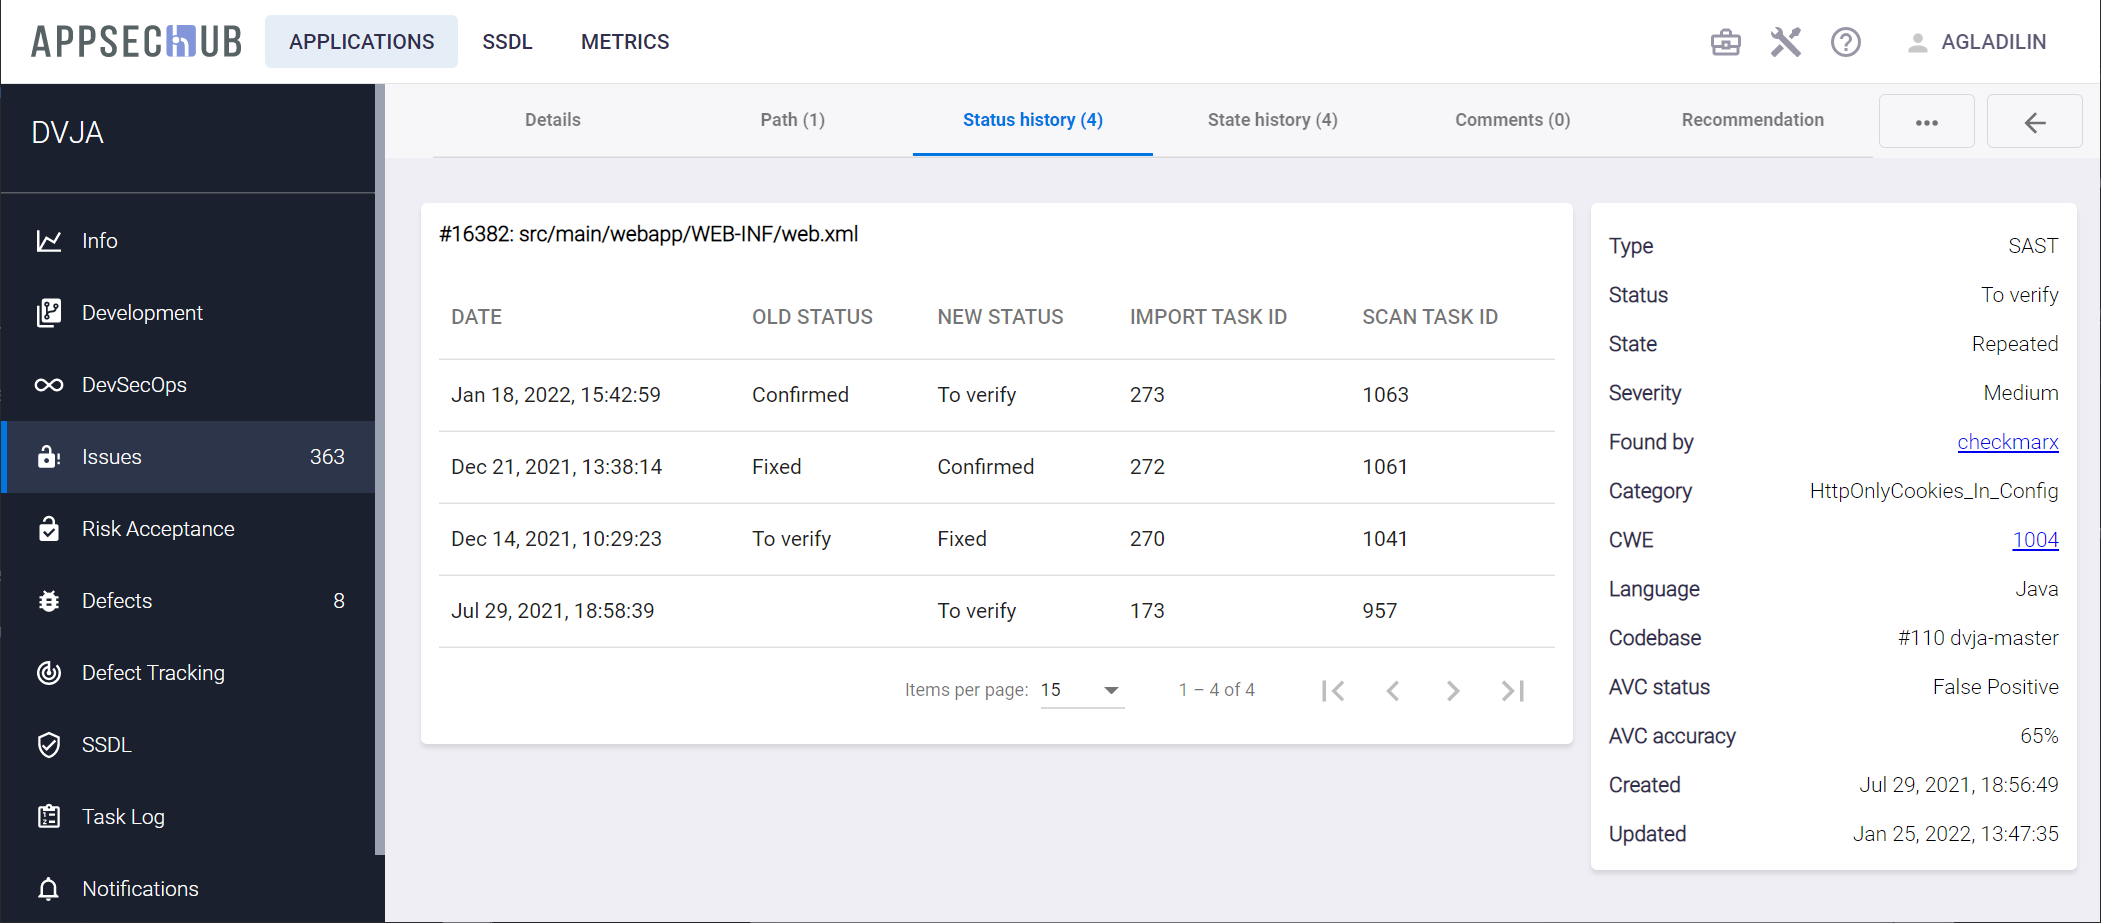 APPSECHUB
APPLICATIONS
SSDL
METRICS
AGLADILIN
DVJA
Info
Development
DevSecOps
Issues 363
Risk Acceptance
Defects 8
Defect Tracking
SSDL
Task Log
Notifications
Details
Path (1)
Status history (4)
State history (4)
Comments (0)
Recommendation
#16382: src/main/webapp/WEB-INF/web.xml
DATE OLD STATUS NEW STATUS IMPORT TASK ID SCAN TASK ID
Jan 18, 2022, 15:42:59 Confirmed To verify 273 1063
Dec 21, 2021, 13:38:14 Fixed Confirmed 272 1061
Dec 14, 2021, 10:29:23 To verify Fixed 270 1041
Jul 29, 2021, 18:58:39 To verify 173 957
Items per page: 15 1 – 4 of 4
Type SAST
Status To verify
State Repeated
Severity Medium
Found by checkmarx
Category HttpOnlyCookies_In_Config
CWE 1004
Language Java
Codebase #110 dvja-master
AVC status False Positive
AVC accuracy 65%
Created Jul 29, 2021, 18:56:49
Updated Jan 25, 2022, 13:47:35